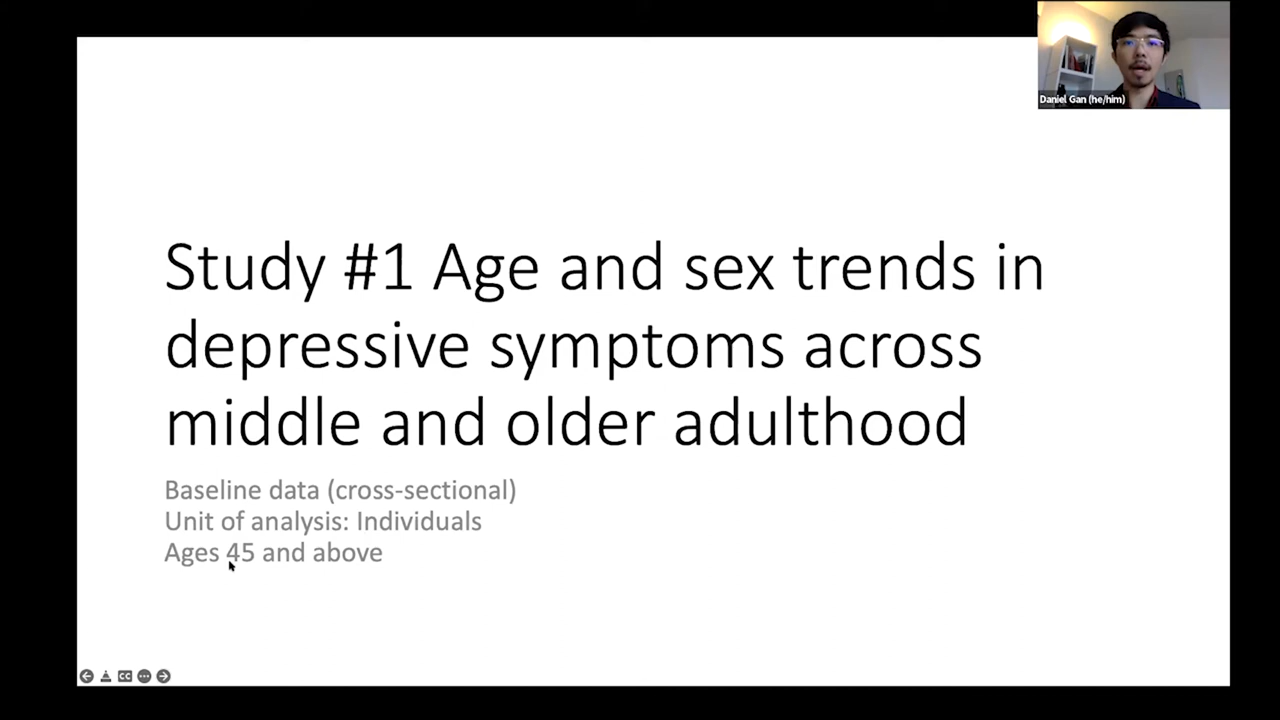 Daniel Gan (he/him)
Study #1 Age and sex trends in
depressive symptoms across
middle and older adulthood
Baseline data (cross-sectional)
Unit of analysis: Individuals
Ages 45 and above
CC